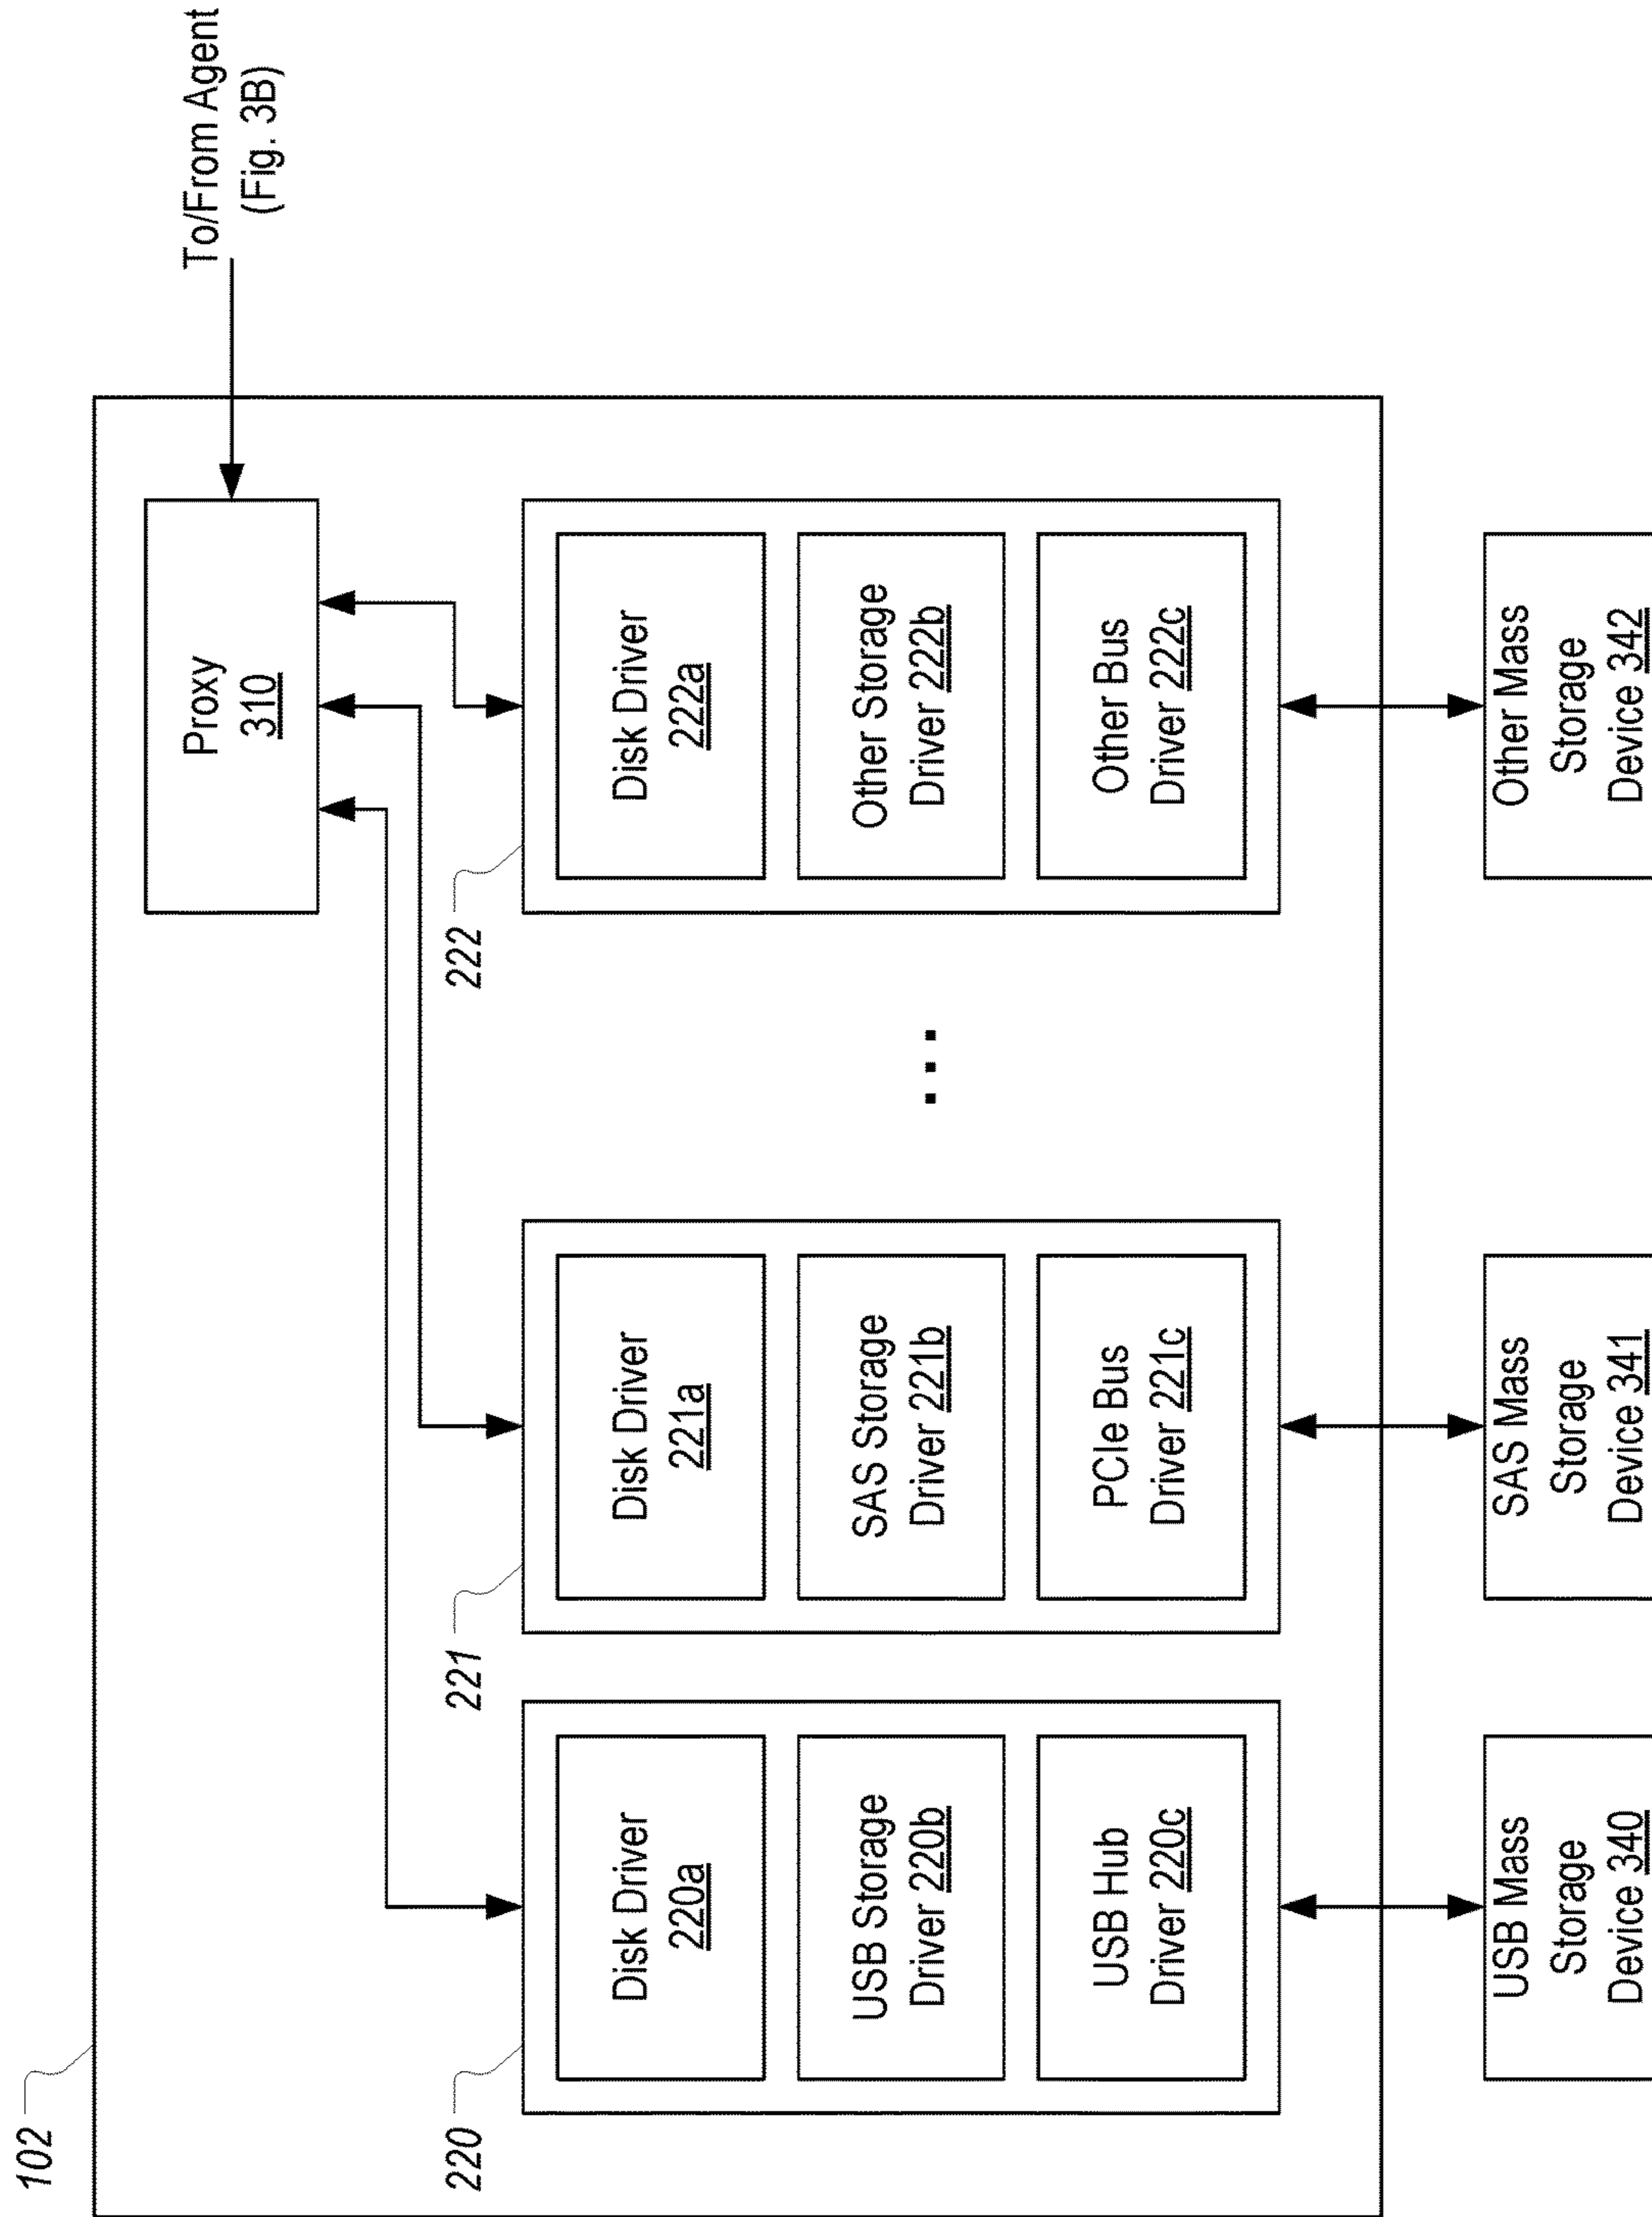 102
To/From Agent
(Fig. 3B)
Proxy
310
220
221
222
Disk Driver
220a
USB Storage
Driver 220b
USB Hub
Driver 220c
Disk Driver
221a
SAS Storage
Driver 221b
PCIe Bus
Driver 221c
. . .
Disk Driver
222a
Other Storage
Driver 222b
Other Bus
Driver 222c
USB Mass
Storage
Device 340
SAS Mass
Storage
Device 341
Other Mass
Storage
Device 342